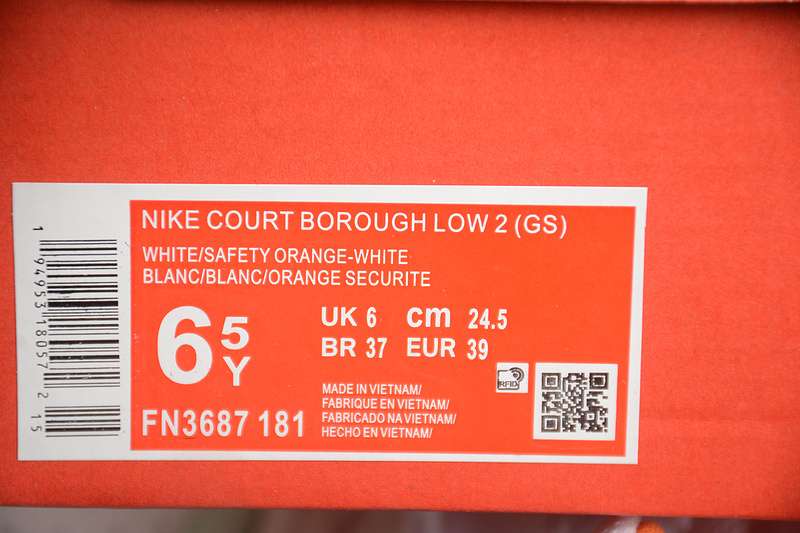 NIKE COURT BOROUGH LOW 2 (GS)
WHITE/SAFETY ORANGE-WHITE
BLANC/BLANC/ORANGE SECURITE
6 5 Y
UK 6 cm 24.5
BR 37 EUR 39
FN3687 181
MADE IN VIETNAM/
FABRIQUE EN VIETNAM/
FABRICADO NA VIETNAM/
HECHO EN VIETNAM/
RFID
1 94953 18057 2 15